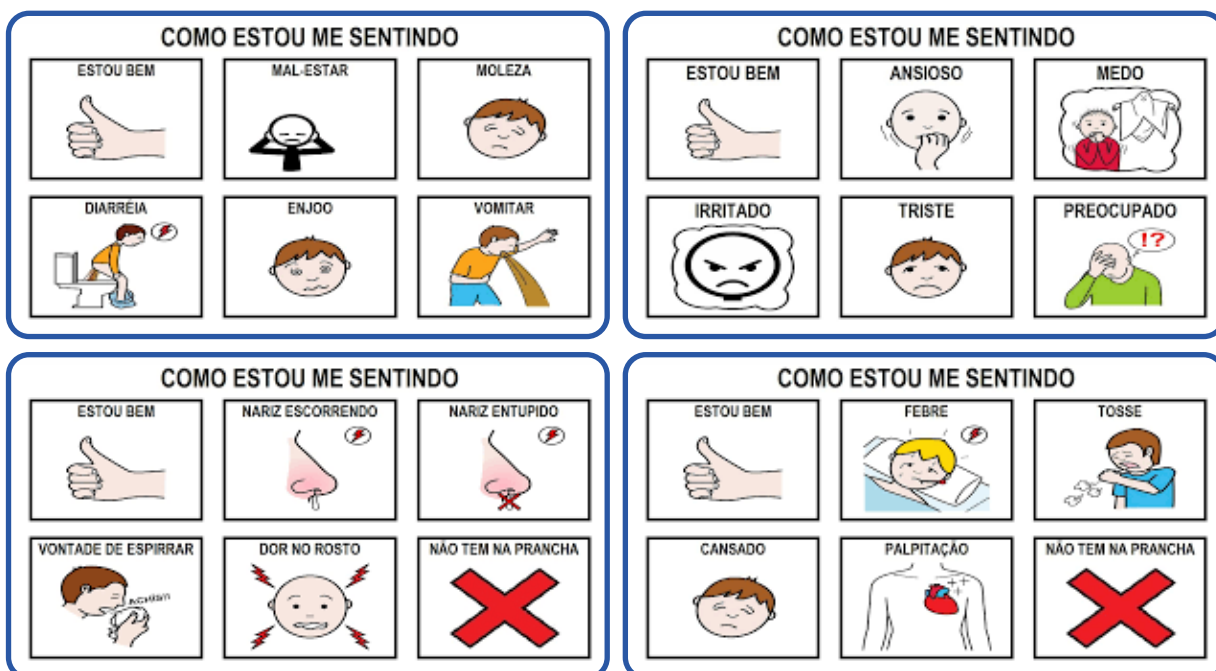 COMO ESTOU ME SENTINDO
ESTOU BEM
MAL-ESTAR
MOLEZA
DIARRÉIA
ENJOO
VOMITAR
COMO ESTOU ME SENTINDO
ESTOU BEM
ANSIOSO
MEDO
IRRITADO
TRISTE
PREOCUPADO
!?
COMO ESTOU ME SENTINDO
ESTOU BEM
NARIZ ESCORRENDO
NARIZ ENTUPIDO
VONTADE DE ESPIRRAR
DOR NO ROSTO
NÃO TEM NA PRANCHA
COMO ESTOU ME SENTINDO
ESTOU BEM
FEBRE
TOSSE
CANSADO
PALPITAÇÃO
NÃO TEM NA PRANCHA